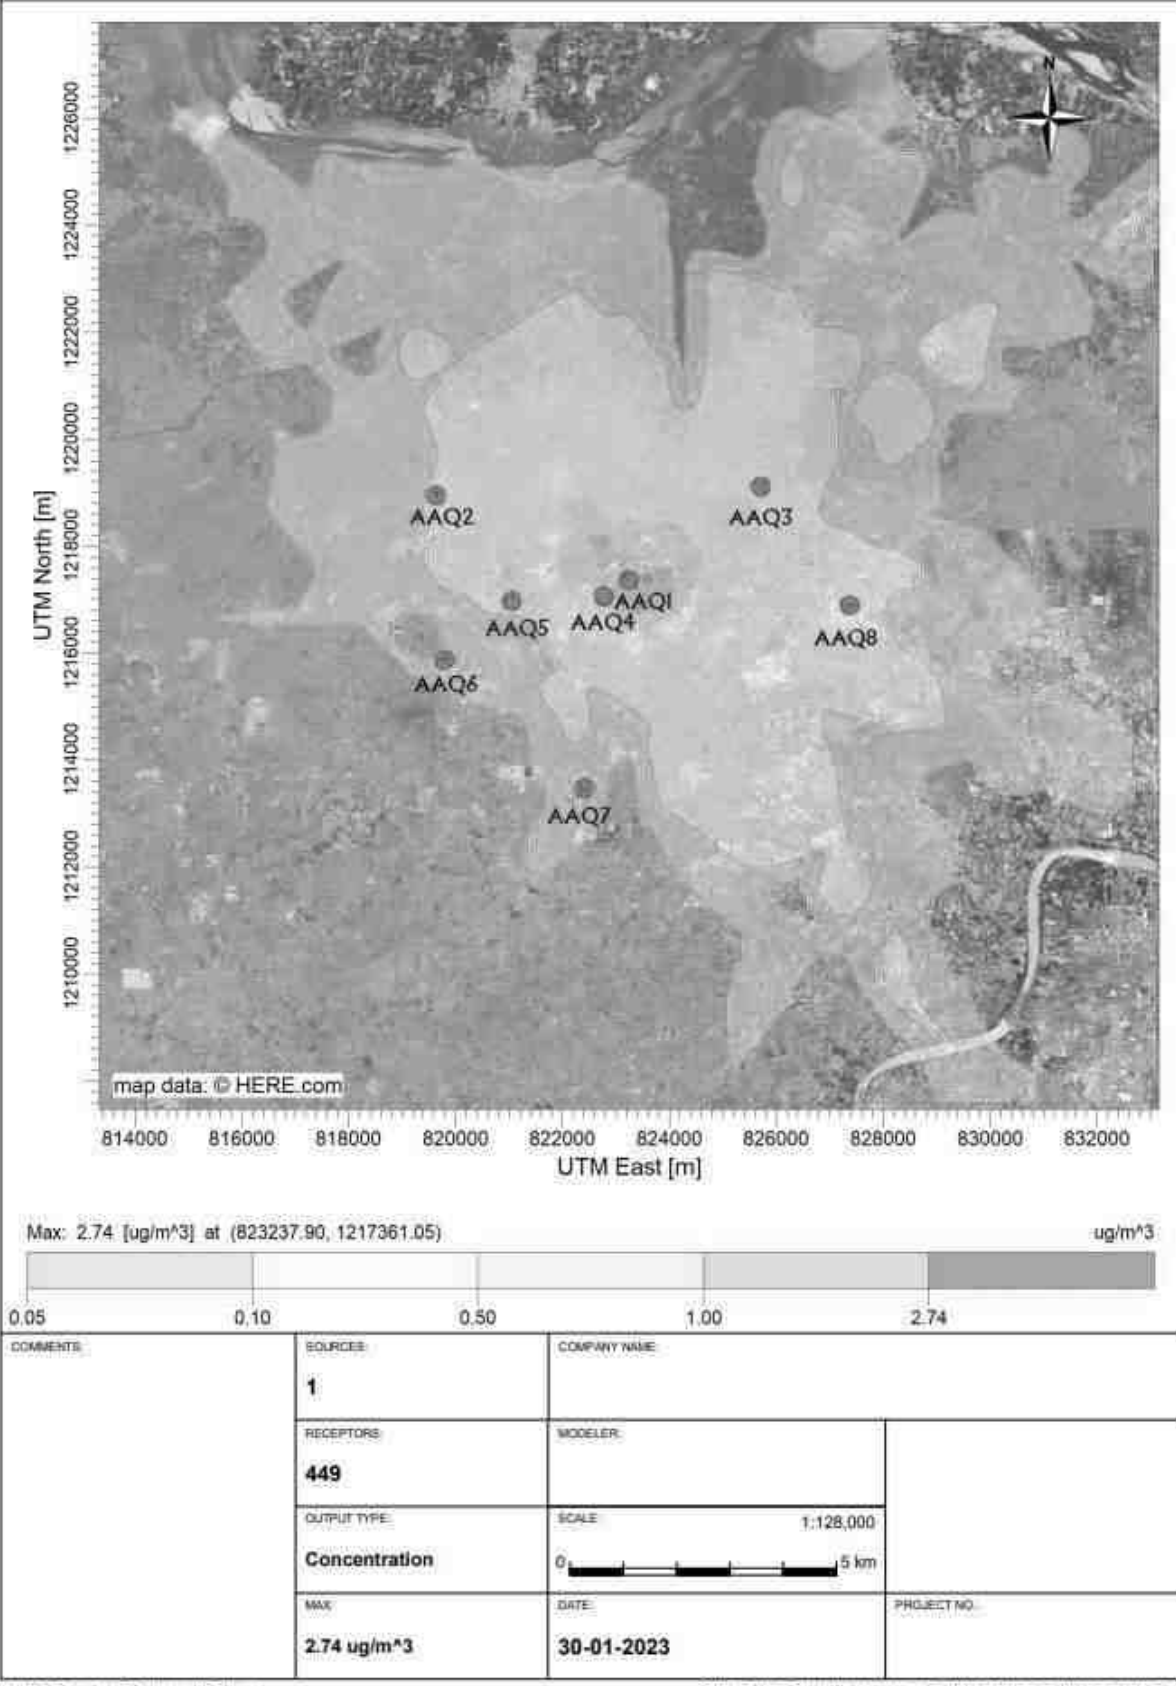 N
1226000
1224000
1222000
1220000
1218000
1216000
1214000
1212000
1210000
UTM North [m]
AAQ2
AAQ3
AAQ1
AAQ5
AAQ4
AAQ8
AAQ6
AAQ7
map data: © HERE.com
814000 816000 818000 820000 822000 824000 826000 828000 830000 832000
UTM East [m]
Max: 2.74 [ug/m^3] at (823237.90, 1217361.05) ug/m^3
0.05 0.10 0.50 1.00 2.74
COMMENTS:
SOURCES:
1
COMPANY NAME:
RECEPTORS:
449
MODELER:
OUTPUT TYPE:
Concentration
SCALE: 1:128,000
0 5 km
MAX:
2.74 ug/m^3
DATE:
30-01-2023
PROJECT NO.: